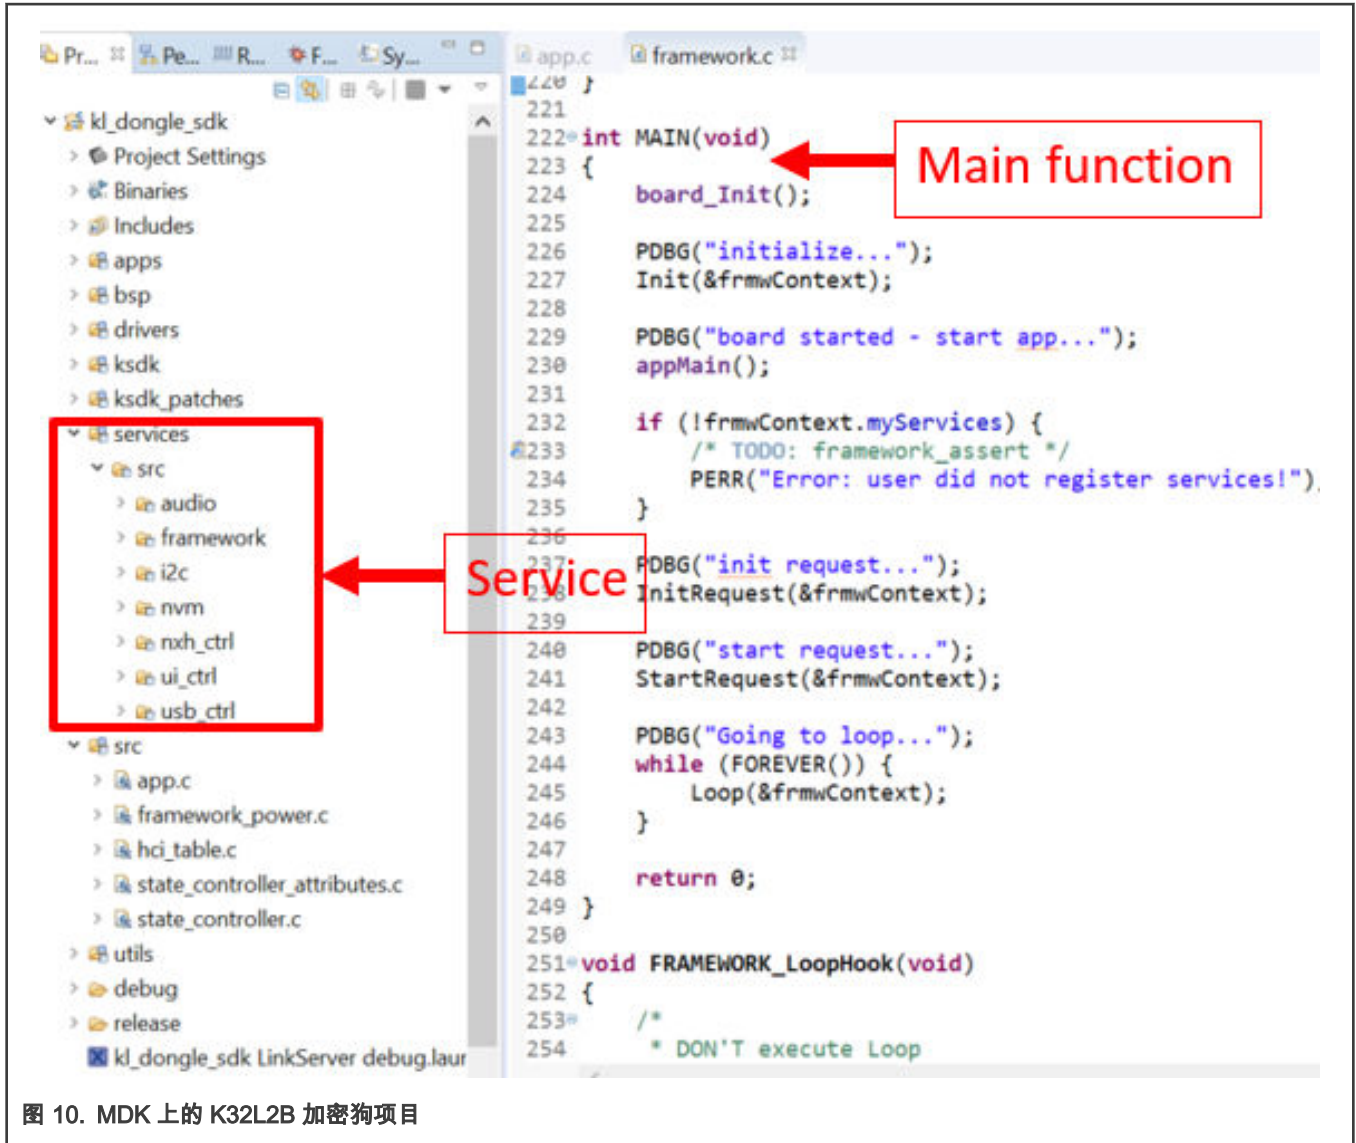 Pr...
Pe...
R...
F...
Sy...
kl_dongle_sdk
Project Settings
Binaries
Includes
apps
bsp
drivers
ksdk
ksdk_patches
services
src
audio
framework
i2c
nvm
nxh_ctrl
ui_ctrl
usb_ctrl
src
app.c
framework_power.c
hci_table.c
state_controller_attributes.c
state_controller.c
utils
debug
release
kl_dongle_sdk LinkServer debug.laur
app.c
framework.c
220 }
221
222 int MAIN(void)
223 {
224 board_Init();
225
226 PDBG("initialize...");
227 Init(&frmwContext);
228
229 PDBG("board started - start app...");
230 appMain();
231
232 if (!frmwContext.myServices) {
233 /* TODO: framework_assert */
234 PERR("Error: user did not register services!")
235 }
236
237 PDBG("init request...");
238 InitRequest(&frmwContext);
239
240 PDBG("start request...");
241 StartRequest(&frmwContext);
242
243 PDBG("Going to loop...");
244 while (FOREVER()) {
245 Loop(&frmwContext);
246 }
247
248 return 0;
249 }
250
251 void FRAMEWORK_LoopHook(void)
252 {
253 /*
254 * DON'T execute Loop
Main function
Service
图 10. MDK 上的 K32L2B 加密狗项目